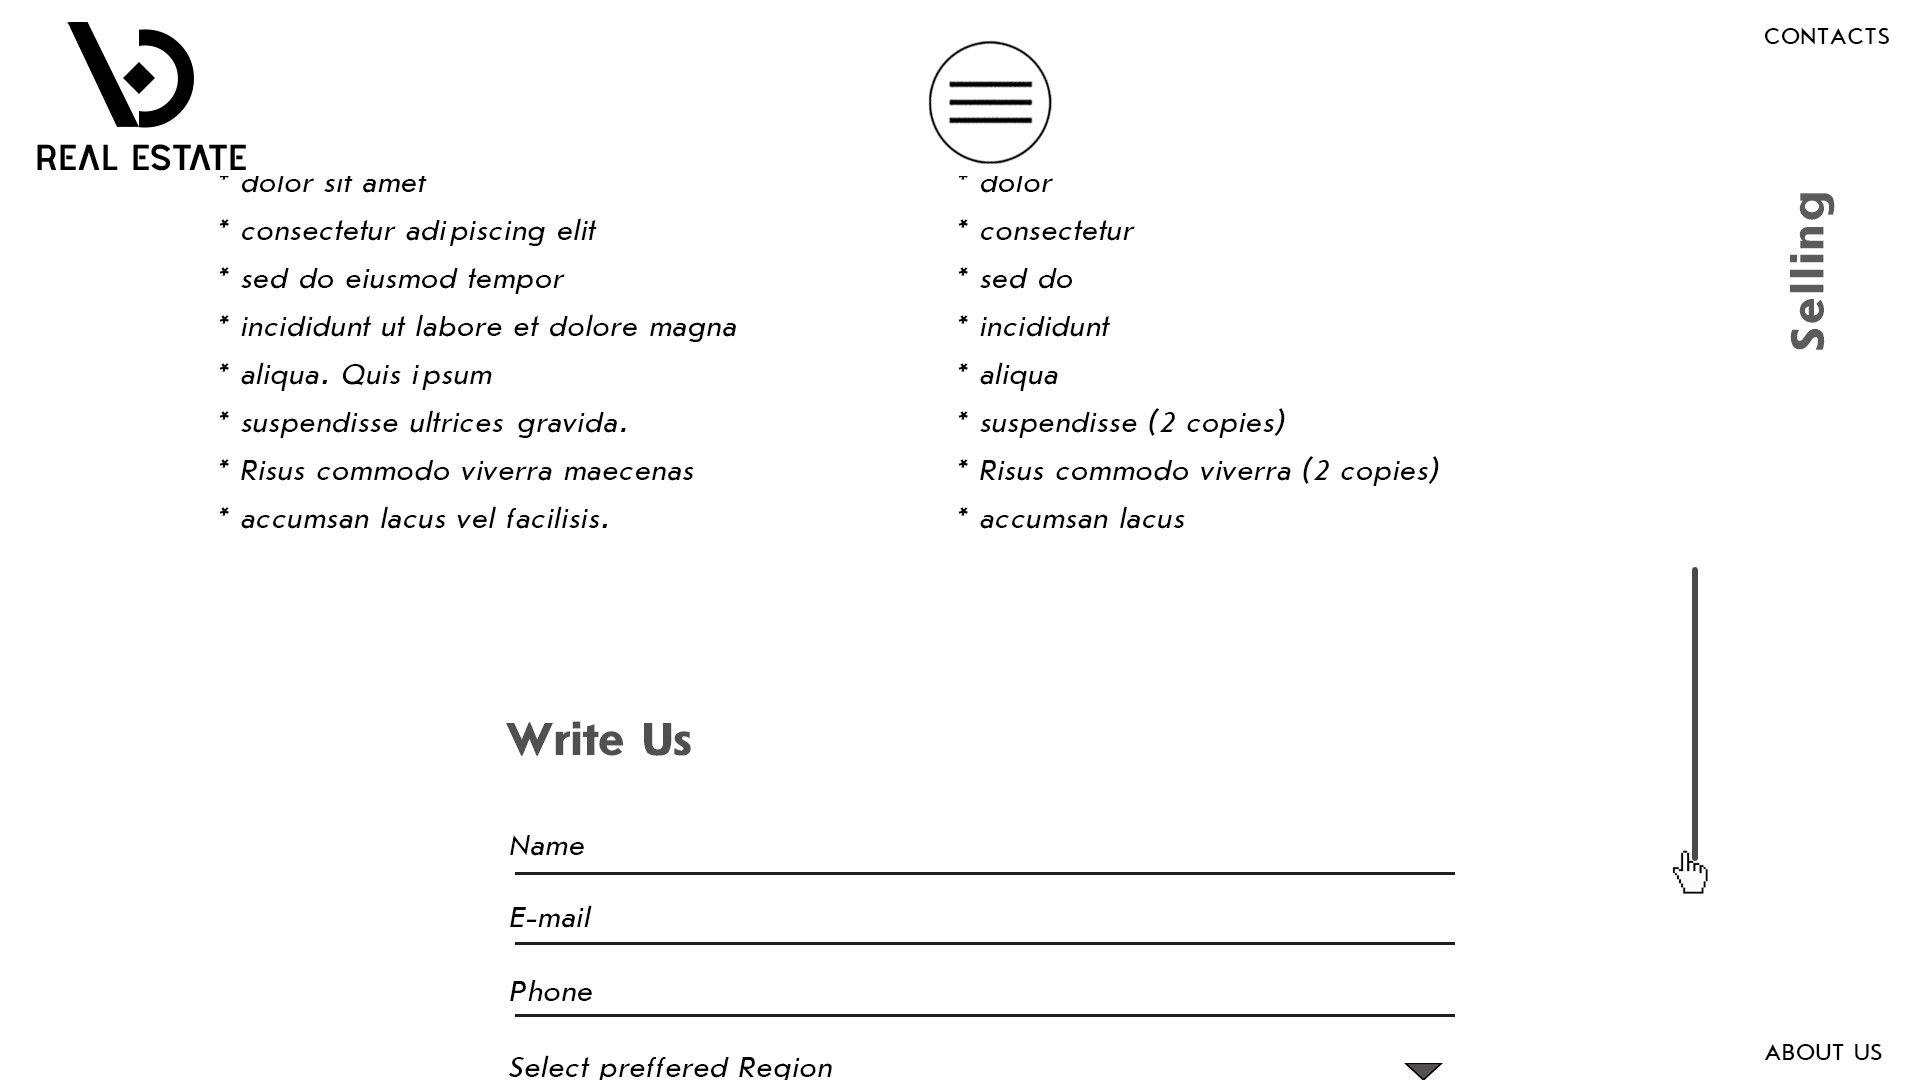 CONTACTS
REAL ESTATE
* dolor sit amet
* consectetur adipiscing elit
* sed do eiusmod tempor
* incididunt ut labore et dolore magna
* aliqua. Quis ipsum
* suspendisse ultrices gravida.
* Risus commodo viverra maecenas
* accumsan lacus vel facilisis.
* dolor
* consectetur
* sed do
* incididunt
* aliqua
* suspendisse (2 copies)
* Risus commodo viverra (2 copies)
* accumsan lacus
Selling
Write Us
Name
E-mail
Phone
Select preffered Region
ABOUT US